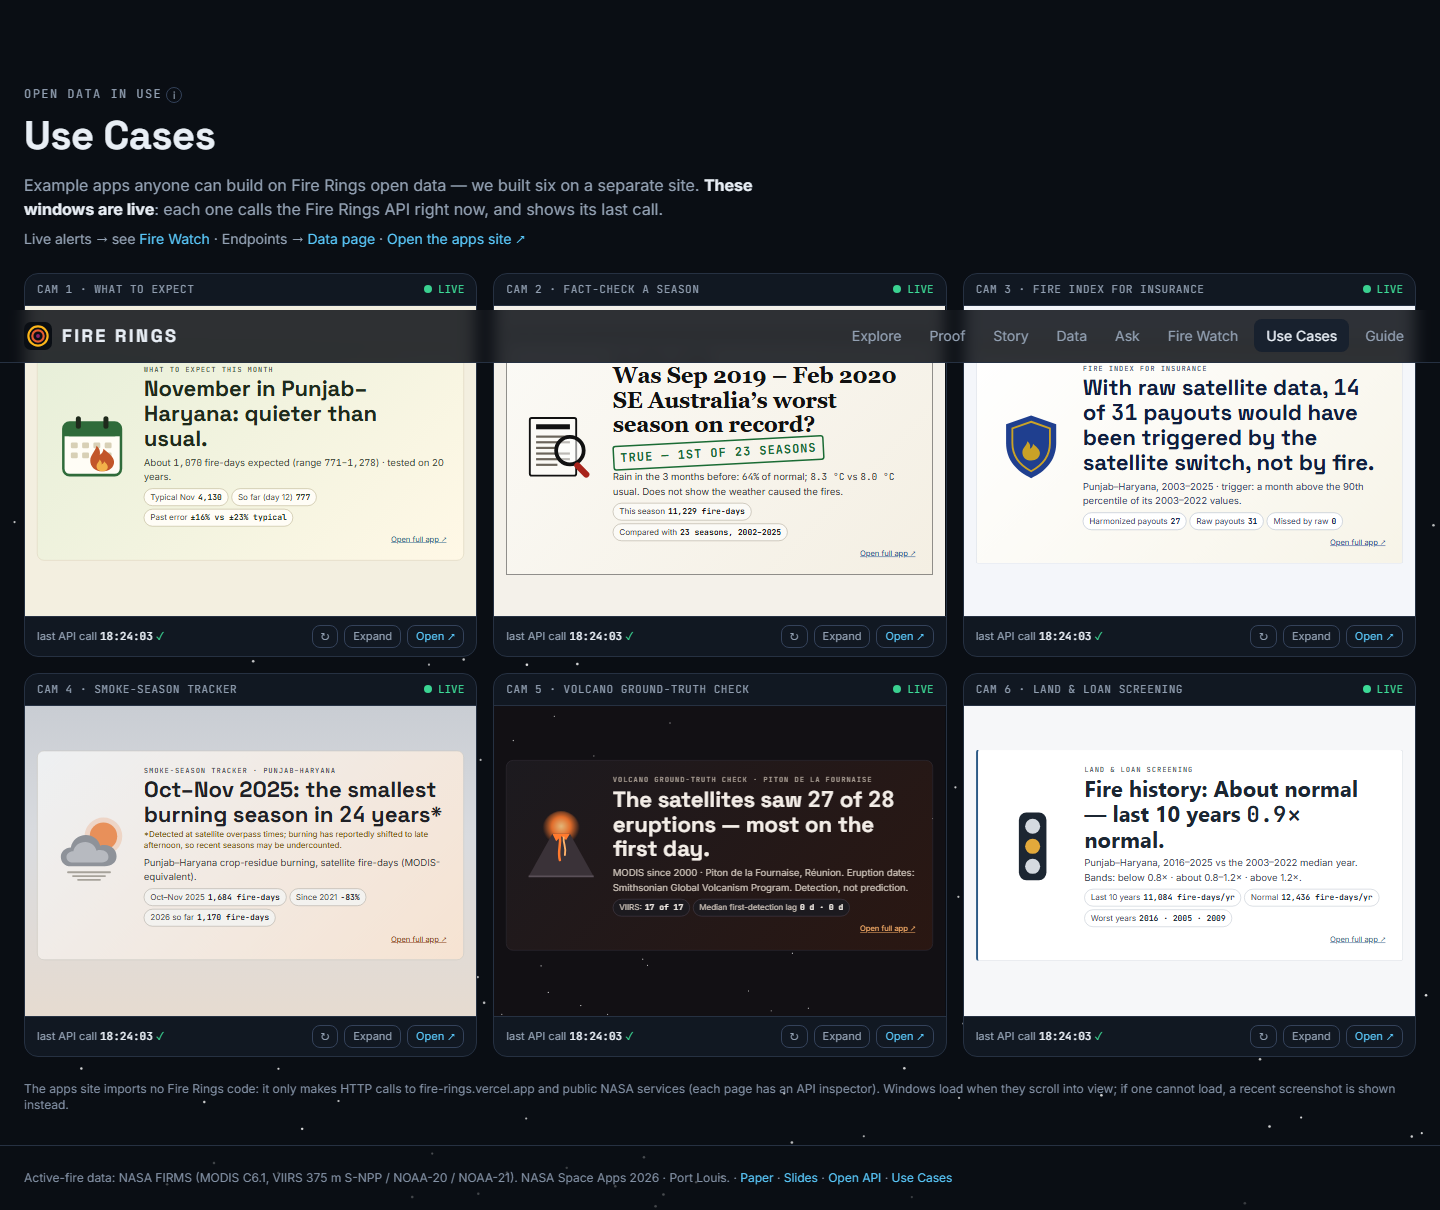 OPEN DATA IN USE i
Use Cases
Example apps anyone can build on Fire Rings open data — we built six on a separate site. These
windows are live: each one calls the Fire Rings API right now, and shows its last call.
Live alerts → see Fire Watch · Endpoints → Data page · Open the apps site ↗
CAM 1 · WHAT TO EXPECT
LIVE
CAM 2 · FACT-CHECK A SEASON
LIVE
CAM 3 · FIRE INDEX FOR INSURANCE
LIVE
FIRE RINGS
Explore
Proof
Story
Data
Ask
Fire Watch
Use Cases
Guide
WHAT TO EXPECT THIS MONTH
November in Punjab–
Haryana: quieter than
usual.
About 1,070 fire-days expected (range 771–1,278) · tested on 20
years.
Typical Nov 4,130
So far (day 12) 777
Past error ±16% vs ±23% typical
Open full app ↗
Was Sep 2019 – Feb 2020
SE Australia's worst
season on record?
TRUE — 1ST OF 23 SEASONS
Rain in the 3 months before: 64% of normal; 8.3 °C vs 8.0 °C
usual. Does not show the weather caused the fires.
This season 11,229 fire-days
Compared with 23 seasons, 2002–2025
Open full app ↗
FIRE INDEX FOR INSURANCE
With raw satellite data, 14
of 31 payouts would have
been triggered by the
satellite switch, not by fire.
Punjab–Haryana, 2003–2025 · trigger: a month above the 90th
percentile of its 2003–2022 values.
Harmonized payouts 27
Raw payouts 31
Missed by raw 0
Open full app ↗
last API call 18:24:03 ✓
↻
Expand
Open ↗
last API call 18:24:03 ✓
↻
Expand
Open ↗
last API call 18:24:03 ✓
↻
Expand
Open ↗
CAM 4 · SMOKE-SEASON TRACKER
LIVE
CAM 5 · VOLCANO GROUND-TRUTH CHECK
LIVE
CAM 6 · LAND & LOAN SCREENING
LIVE
SMOKE-SEASON TRACKER · PUNJAB–HARYANA
Oct–Nov 2025: the smallest
burning season in 24 years*
*Detected at satellite overpass times; burning has reportedly shifted to late
afternoon, so recent seasons may be undercounted.
Punjab–Haryana crop-residue burning, satellite fire-days (MODIS-
equivalent).
Oct–Nov 2025 1,684 fire-days
Since 2021 -83%
2026 so far 1,170 fire-days
Open full app ↗
VOLCANO GROUND-TRUTH CHECK · PITON DE LA FOURNAISE
The satellites saw 27 of 28
eruptions — most on the
first day.
MODIS since 2000 · Piton de la Fournaise, Réunion. Eruption dates:
Smithsonian Global Volcanism Program. Detection, not prediction.
VIIRS: 17 of 17
Median first-detection lag 0 d · 0 d
Open full app ↗
LAND & LOAN SCREENING
Fire history: About normal
— last 10 years 0.9×
normal.
Punjab–Haryana, 2016–2025 vs the 2003–2022 median year.
Bands: below 0.8× · about 0.8–1.2× · above 1.2×.
Last 10 years 11,084 fire-days/yr
Normal 12,436 fire-days/yr
Worst years 2016 · 2005 · 2009
Open full app ↗
last API call 18:24:03 ✓
↻
Expand
Open ↗
last API call 18:24:03 ✓
↻
Expand
Open ↗
last API call 18:24:03 ✓
↻
Expand
Open ↗
The apps site imports no Fire Rings code: it only makes HTTP calls to fire-rings.vercel.app and public NASA services (each page has an API inspector). Windows load when they scroll into view; if one cannot load, a recent screenshot is shown
instead.
Active-fire data: NASA FIRMS (MODIS C6.1, VIIRS 375 m S-NPP / NOAA-20 / NOAA-21). NASA Space Apps 2026 · Port Louis. · Paper · Slides · Open API · Use Cases